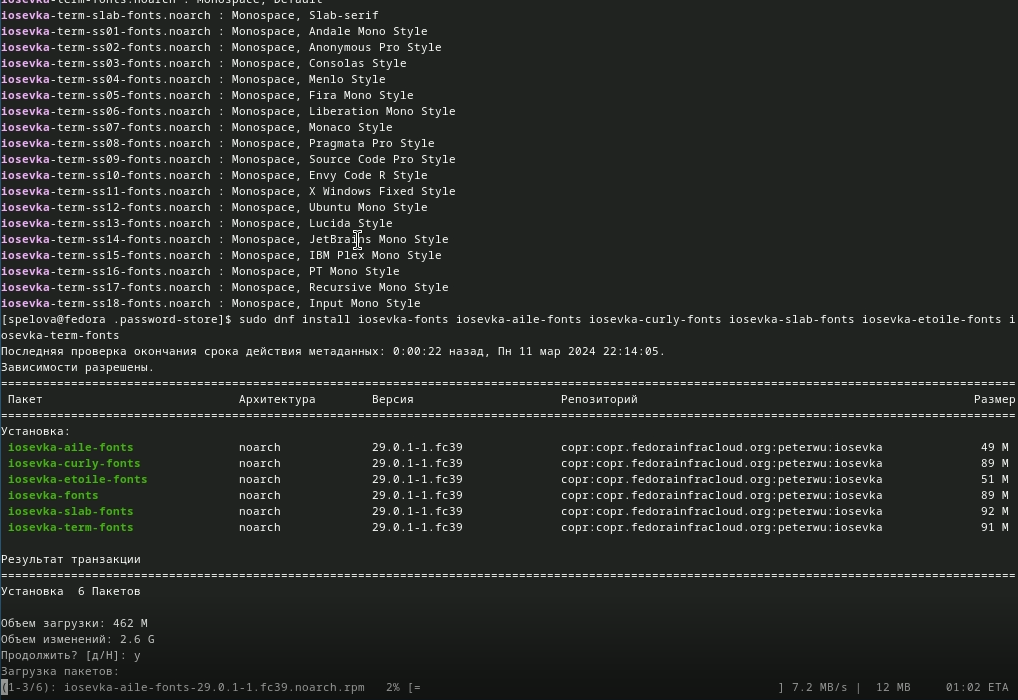 iosevka-term-fonts.noarch : Monospace, Default
iosevka-term-slab-fonts.noarch : Monospace, Slab-serif
iosevka-term-ss01-fonts.noarch : Monospace, Andale Mono Style
iosevka-term-ss02-fonts.noarch : Monospace, Anonymous Pro Style
iosevka-term-ss03-fonts.noarch : Monospace, Consolas Style
iosevka-term-ss04-fonts.noarch : Monospace, Menlo Style
iosevka-term-ss05-fonts.noarch : Monospace, Fira Mono Style
iosevka-term-ss06-fonts.noarch : Monospace, Liberation Mono Style
iosevka-term-ss07-fonts.noarch : Monospace, Monaco Style
iosevka-term-ss08-fonts.noarch : Monospace, Pragmata Pro Style
iosevka-term-ss09-fonts.noarch : Monospace, Source Code Pro Style
iosevka-term-ss10-fonts.noarch : Monospace, Envy Code R Style
iosevka-term-ss11-fonts.noarch : Monospace, X Windows Fixed Style
iosevka-term-ss12-fonts.noarch : Monospace, Ubuntu Mono Style
iosevka-term-ss13-fonts.noarch : Monospace, Lucida Style
iosevka-term-ss14-fonts.noarch : Monospace, JetBrains Mono Style
iosevka-term-ss15-fonts.noarch : Monospace, IBM Plex Mono Style
iosevka-term-ss16-fonts.noarch : Monospace, PT Mono Style
iosevka-term-ss17-fonts.noarch : Monospace, Recursive Mono Style
iosevka-term-ss18-fonts.noarch : Monospace, Input Mono Style
[spelova@fedora .password-store]$ sudo dnf install iosevka-fonts iosevka-aile-fonts iosevka-curly-fonts iosevka-slab-fonts iosevka-etoile-fonts i
osevka-term-fonts
Последняя проверка окончания срока действия метаданных: 0:00:22 назад, Пн 11 мар 2024 22:14:05.
Зависимости разрешены.
Пакет Архитектура Версия Репозиторий Размер
Установка:
iosevka-aile-fonts noarch 29.0.1-1.fc39 copr:copr.fedorainfracloud.org:peterwu:iosevka 49 M
iosevka-curly-fonts noarch 29.0.1-1.fc39 copr:copr.fedorainfracloud.org:peterwu:iosevka 89 M
iosevka-etoile-fonts noarch 29.0.1-1.fc39 copr:copr.fedorainfracloud.org:peterwu:iosevka 51 M
iosevka-fonts noarch 29.0.1-1.fc39 copr:copr.fedorainfracloud.org:peterwu:iosevka 89 M
iosevka-slab-fonts noarch 29.0.1-1.fc39 copr:copr.fedorainfracloud.org:peterwu:iosevka 92 M
iosevka-term-fonts noarch 29.0.1-1.fc39 copr:copr.fedorainfracloud.org:peterwu:iosevka 91 M
Результат транзакции
Установка 6 Пакетов
Объем загрузки: 462 M
Объем изменений: 2.6 G
Продолжить? [д/Н]: y
Загрузка пакетов:
(1-3/6): iosevka-aile-fonts-29.0.1-1.fc39.noarch.rpm 2% [= ] 7.2 MB/s | 12 MB 01:02 ETA